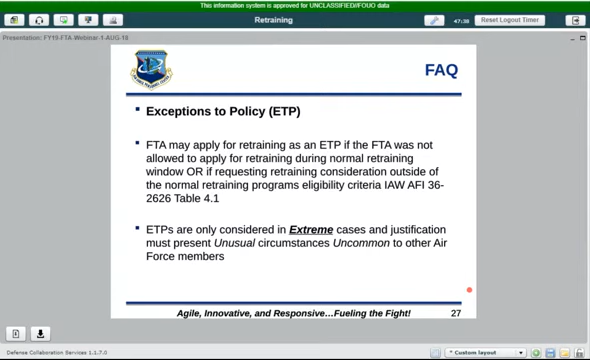 This information system is approved for UNCLASSIFIED//FOUO data
Retraining
47:39
Reset Logout Timer
Presentation: FY19-FTA-Webinar-1-AUG-18
FAQ
Exceptions to Policy (ETP)
FTA may apply for retraining as an ETP if the FTA was not
allowed to apply for retraining during normal retraining
window OR if requesting retraining consideration outside of
the normal retraining programs eligibility criteria IAW AFI 36-
2626 Table 4.1
ETPs are only considered in Extreme cases and justification
must present Unusual circumstances Uncommon to other Air
Force members
Agile, Innovative, and Responsive…Fueling the Fight!
27
Defense Collaboration Services 1.1.7.0
* Custom layout